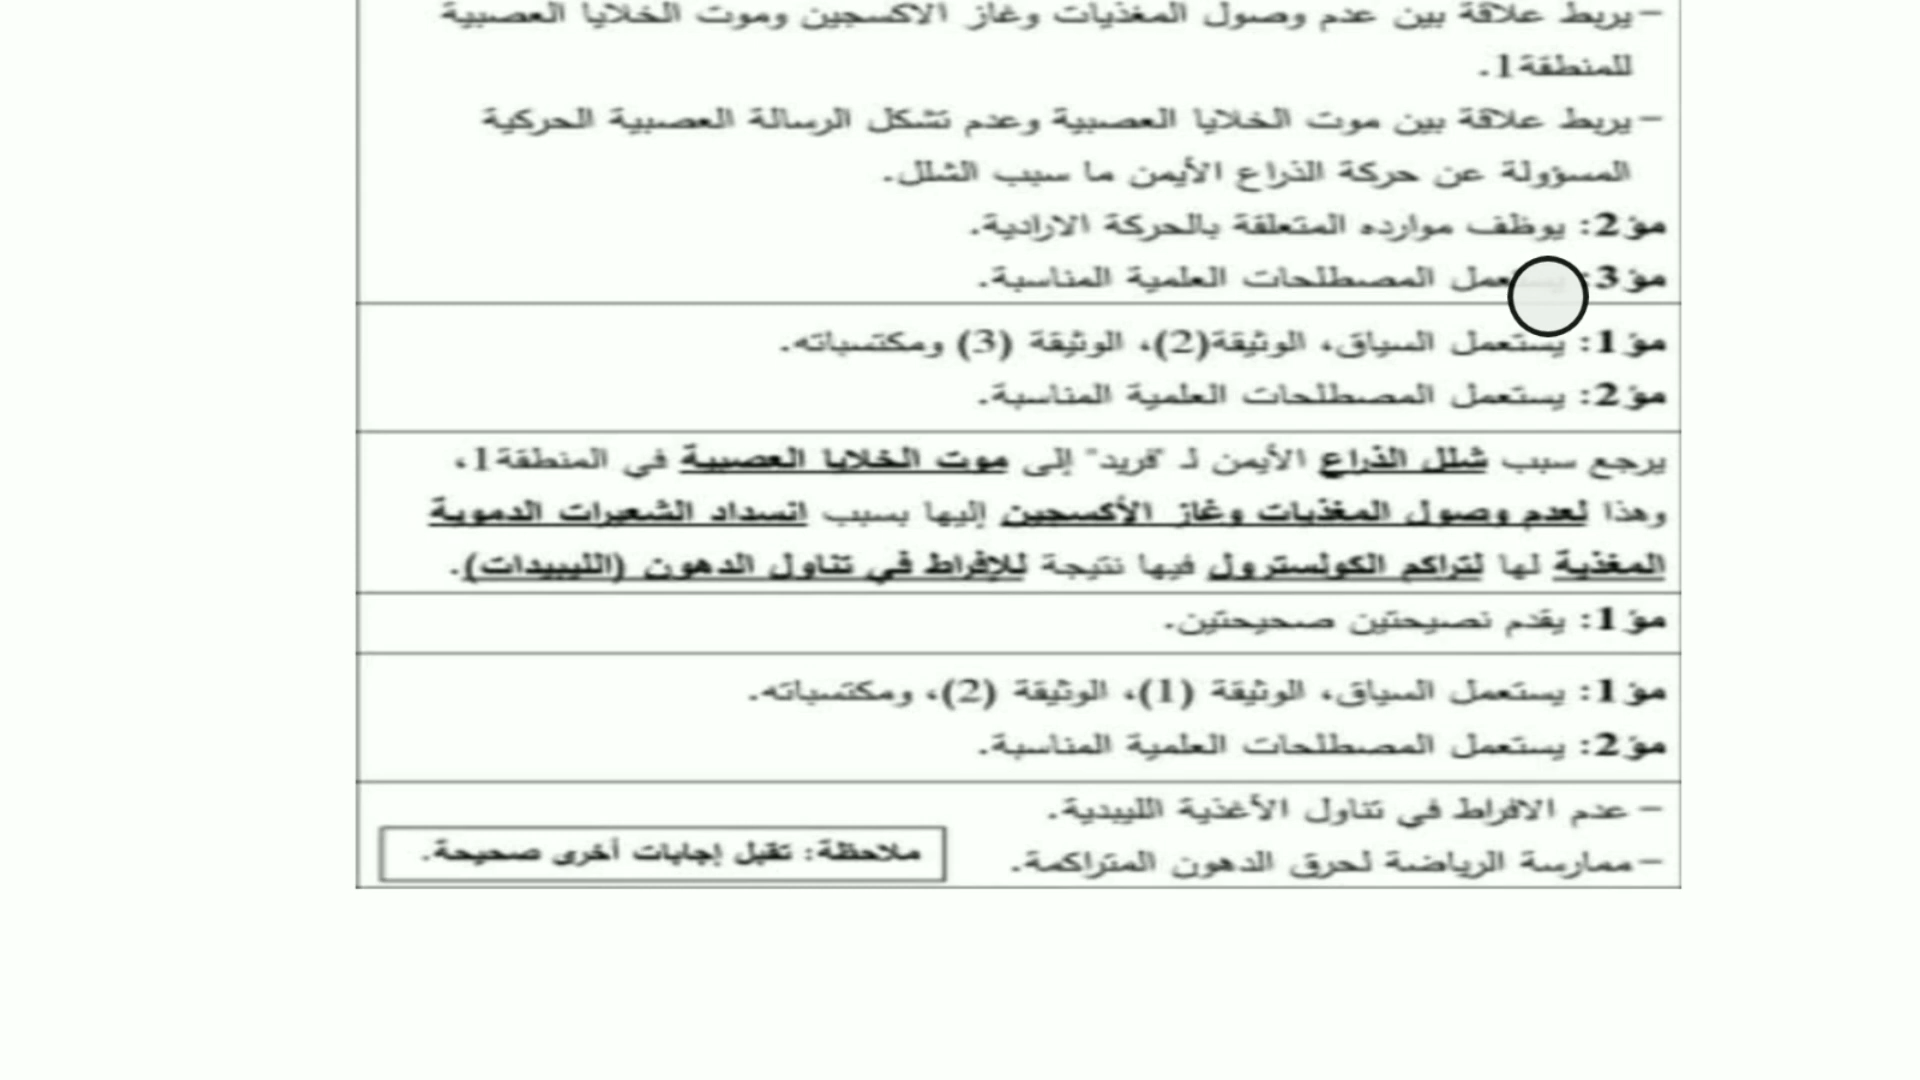 – يربط علاقة بين عدم وصول المغذيات وغاز الاكسجين وموت الخلايا العصبية
للمنطقة1.
– يربط علاقة بين موت الخلايا العصبية وعدم تشكل الرسالة العصبية الحركية
المسؤولة عن حركة الذراع الأيمن ما سبب الشلل.
مؤ2: يوظف موارده المتعلقة بالحركة الارادية.
مؤ3: يستعمل المصطلحات العلمية المناسبة.
مؤ1: يستعمل السياق، الوثيقة(2)، الوثيقة (3) ومكتسباته.
مؤ2: يستعمل المصطلحات العلمية المناسبة.
يرجع سبب شلل الذراع الأيمن لـ "فريد" إلى موت الخلايا العصبية في المنطقة1،
وهذا لعدم وصول المغذيات وغاز الأكسجين إليها بسبب انسداد الشعيرات الدموية
المغذية لها لتراكم الكولسترول فيها نتيجة للإفراط في تناول الدهون (الليبيدات).
مؤ1: يقدم نصيحتين صحيحتين.
مؤ1: يستعمل السياق، الوثيقة (1)، الوثيقة (2)، ومكتسباته.
مؤ2: يستعمل المصطلحات العلمية المناسبة.
– عدم الافراط في تناول الأغذية الليبدية.
– ممارسة الرياضة لحرق الدهون المتراكمة.
ملاحظة: تقبل إجابات أخرى صحيحة.